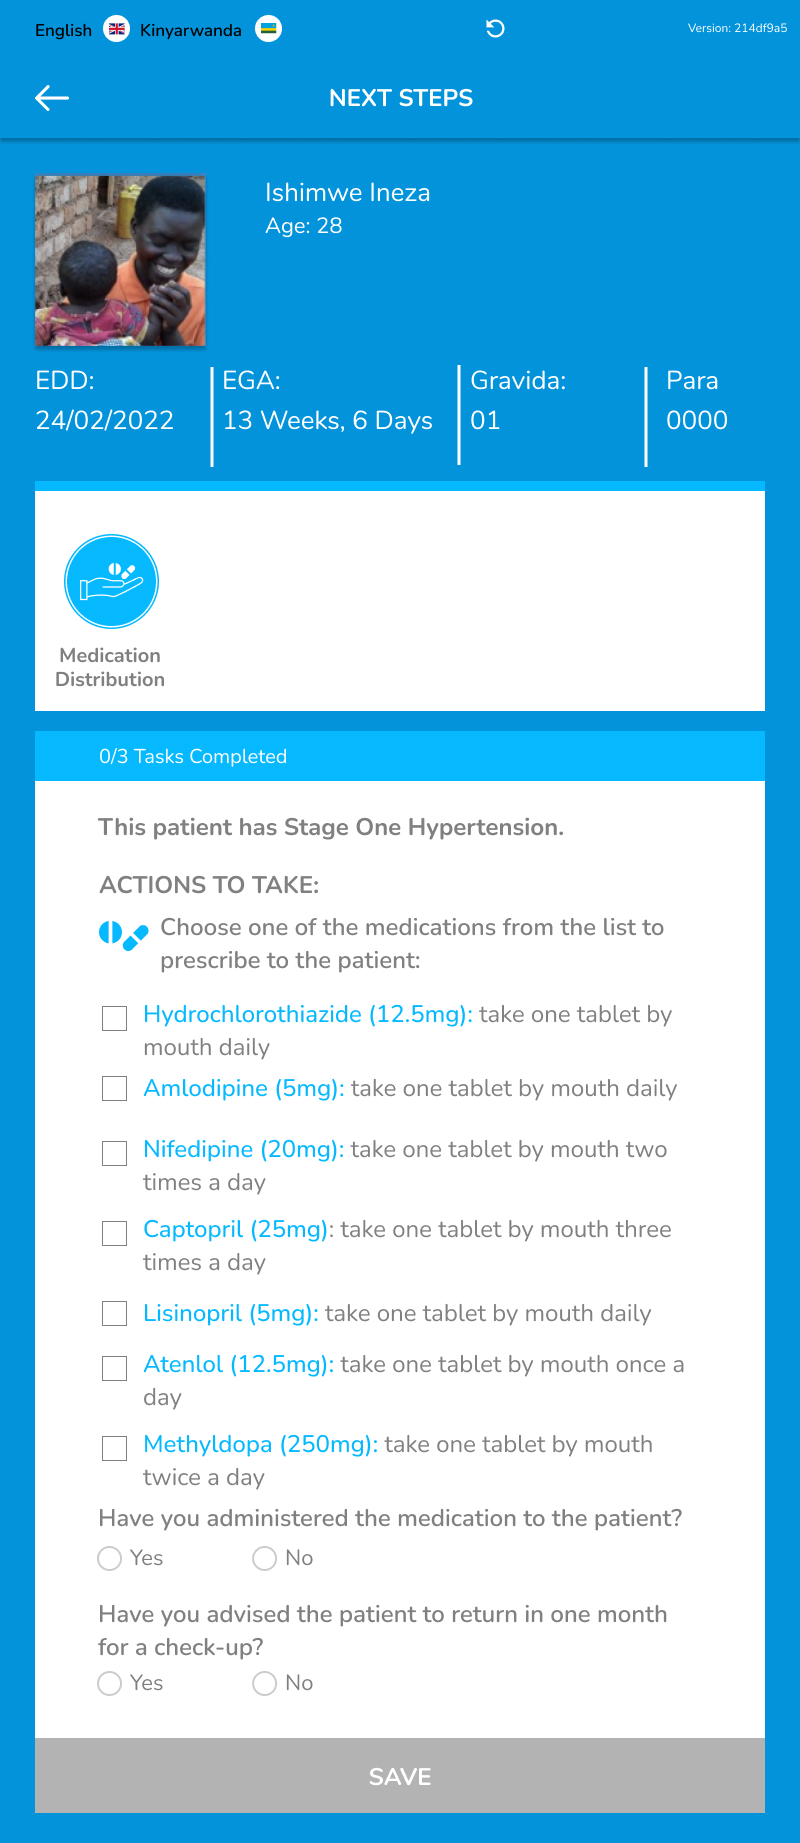 English Kinyarwanda
Version: 214df9a5
NEXT STEPS
Ishimwe Ineza
Age: 28
EDD:
24/02/2022
EGA:
13 Weeks, 6 Days
Gravida:
01
Para
0000
Medication
Distribution
0/3 Tasks Completed
This patient has Stage One Hypertension.
ACTIONS TO TAKE:
Choose one of the medications from the list to
prescribe to the patient:
Hydrochlorothiazide (12.5mg): take one tablet by
mouth daily
Amlodipine (5mg): take one tablet by mouth daily
Nifedipine (20mg): take one tablet by mouth two
times a day
Captopril (25mg): take one tablet by mouth three
times a day
Lisinopril (5mg): take one tablet by mouth daily
Atenlol (12.5mg): take one tablet by mouth once a
day
Methyldopa (250mg): take one tablet by mouth
twice a day
Have you administered the medication to the patient?
Yes No
Have you advised the patient to return in one month
for a check-up?
Yes No
SAVE